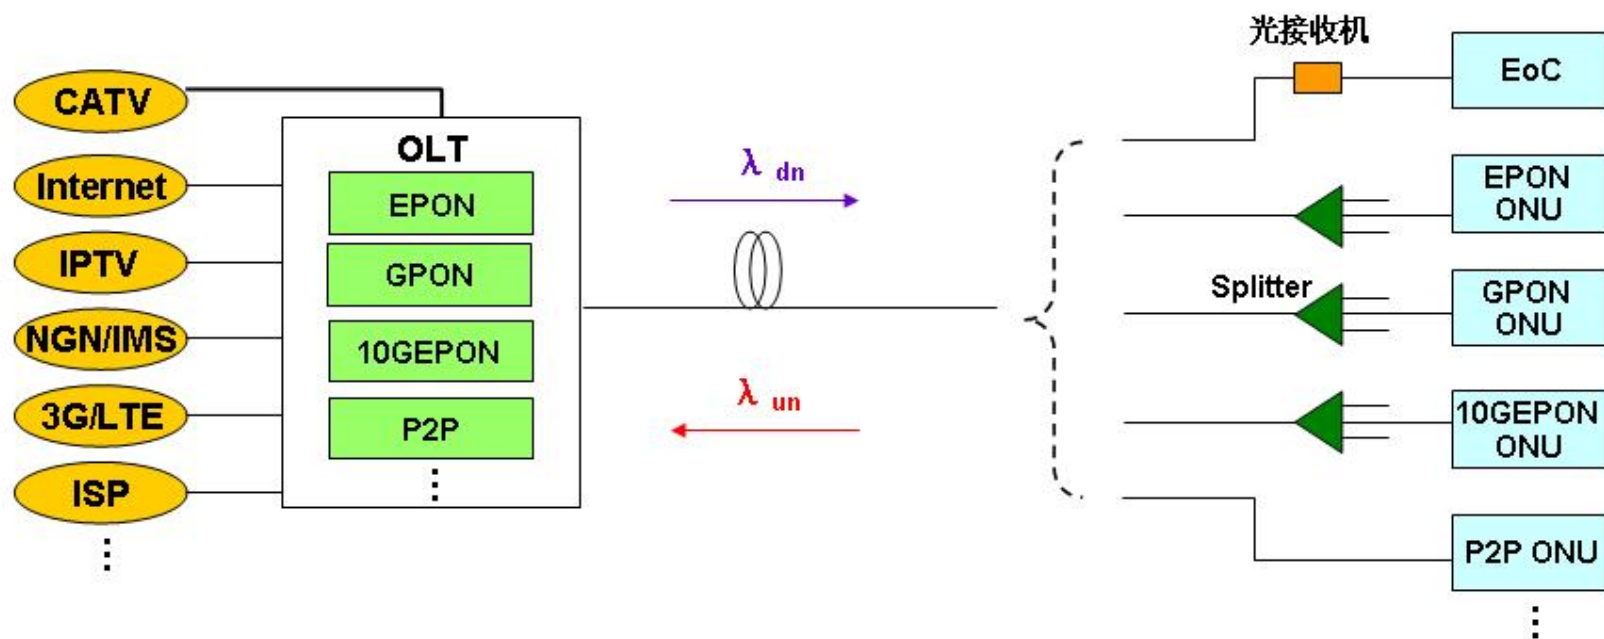 CATV
Internet
IPTV
NGN/IMS
3G/LTE
ISP
OLT
EPON
GPON
10GEPON
P2P
λ dn
λ un
光接收机
Splitter
EoC
EPON
ONU
GPON
ONU
10GEPON
ONU
P2P ONU